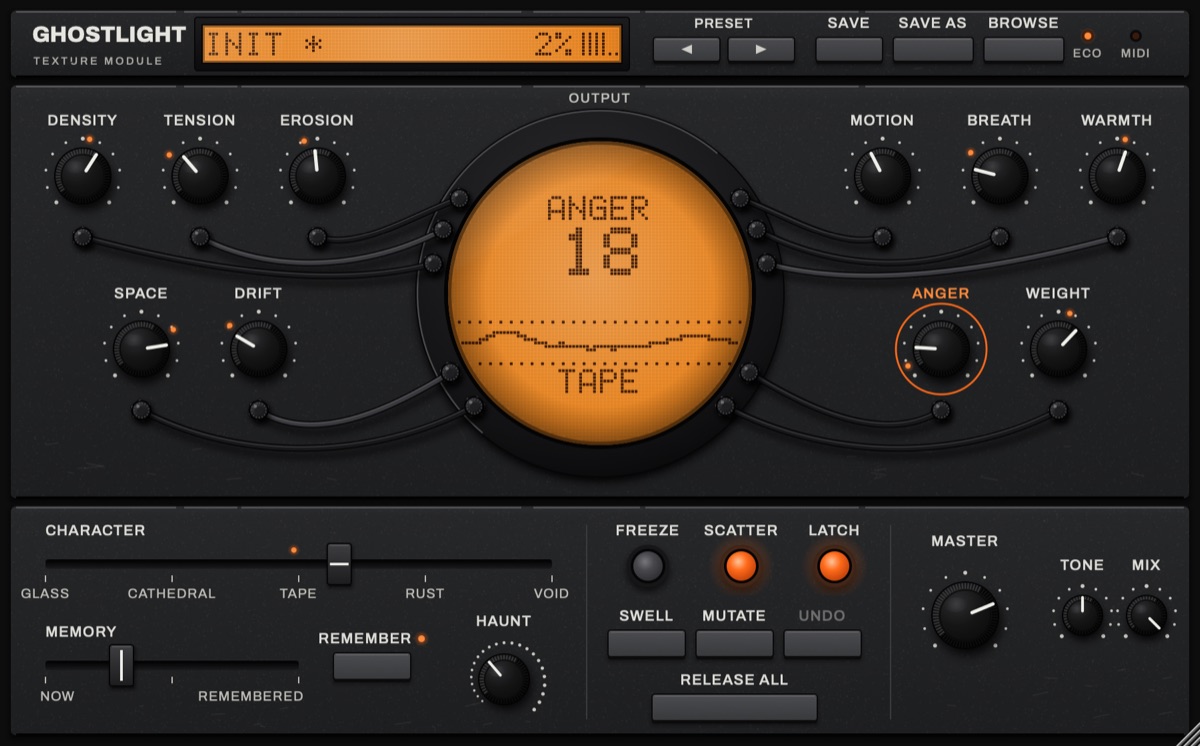 GHOSTLIGHT
TEXTURE MODULE
INIT * 2%
PRESET
SAVE
SAVE AS
BROWSE
ECO
MIDI
OUTPUT
DENSITY
TENSION
EROSION
MOTION
BREATH
WARMTH
ANGER
18
TAPE
SPACE
DRIFT
ANGER
WEIGHT
CHARACTER
GLASS
CATHEDRAL
TAPE
RUST
VOID
MEMORY
NOW
REMEMBERED
REMEMBER
HAUNT
FREEZE
SCATTER
LATCH
SWELL
MUTATE
UNDO
RELEASE ALL
MASTER
TONE
MIX